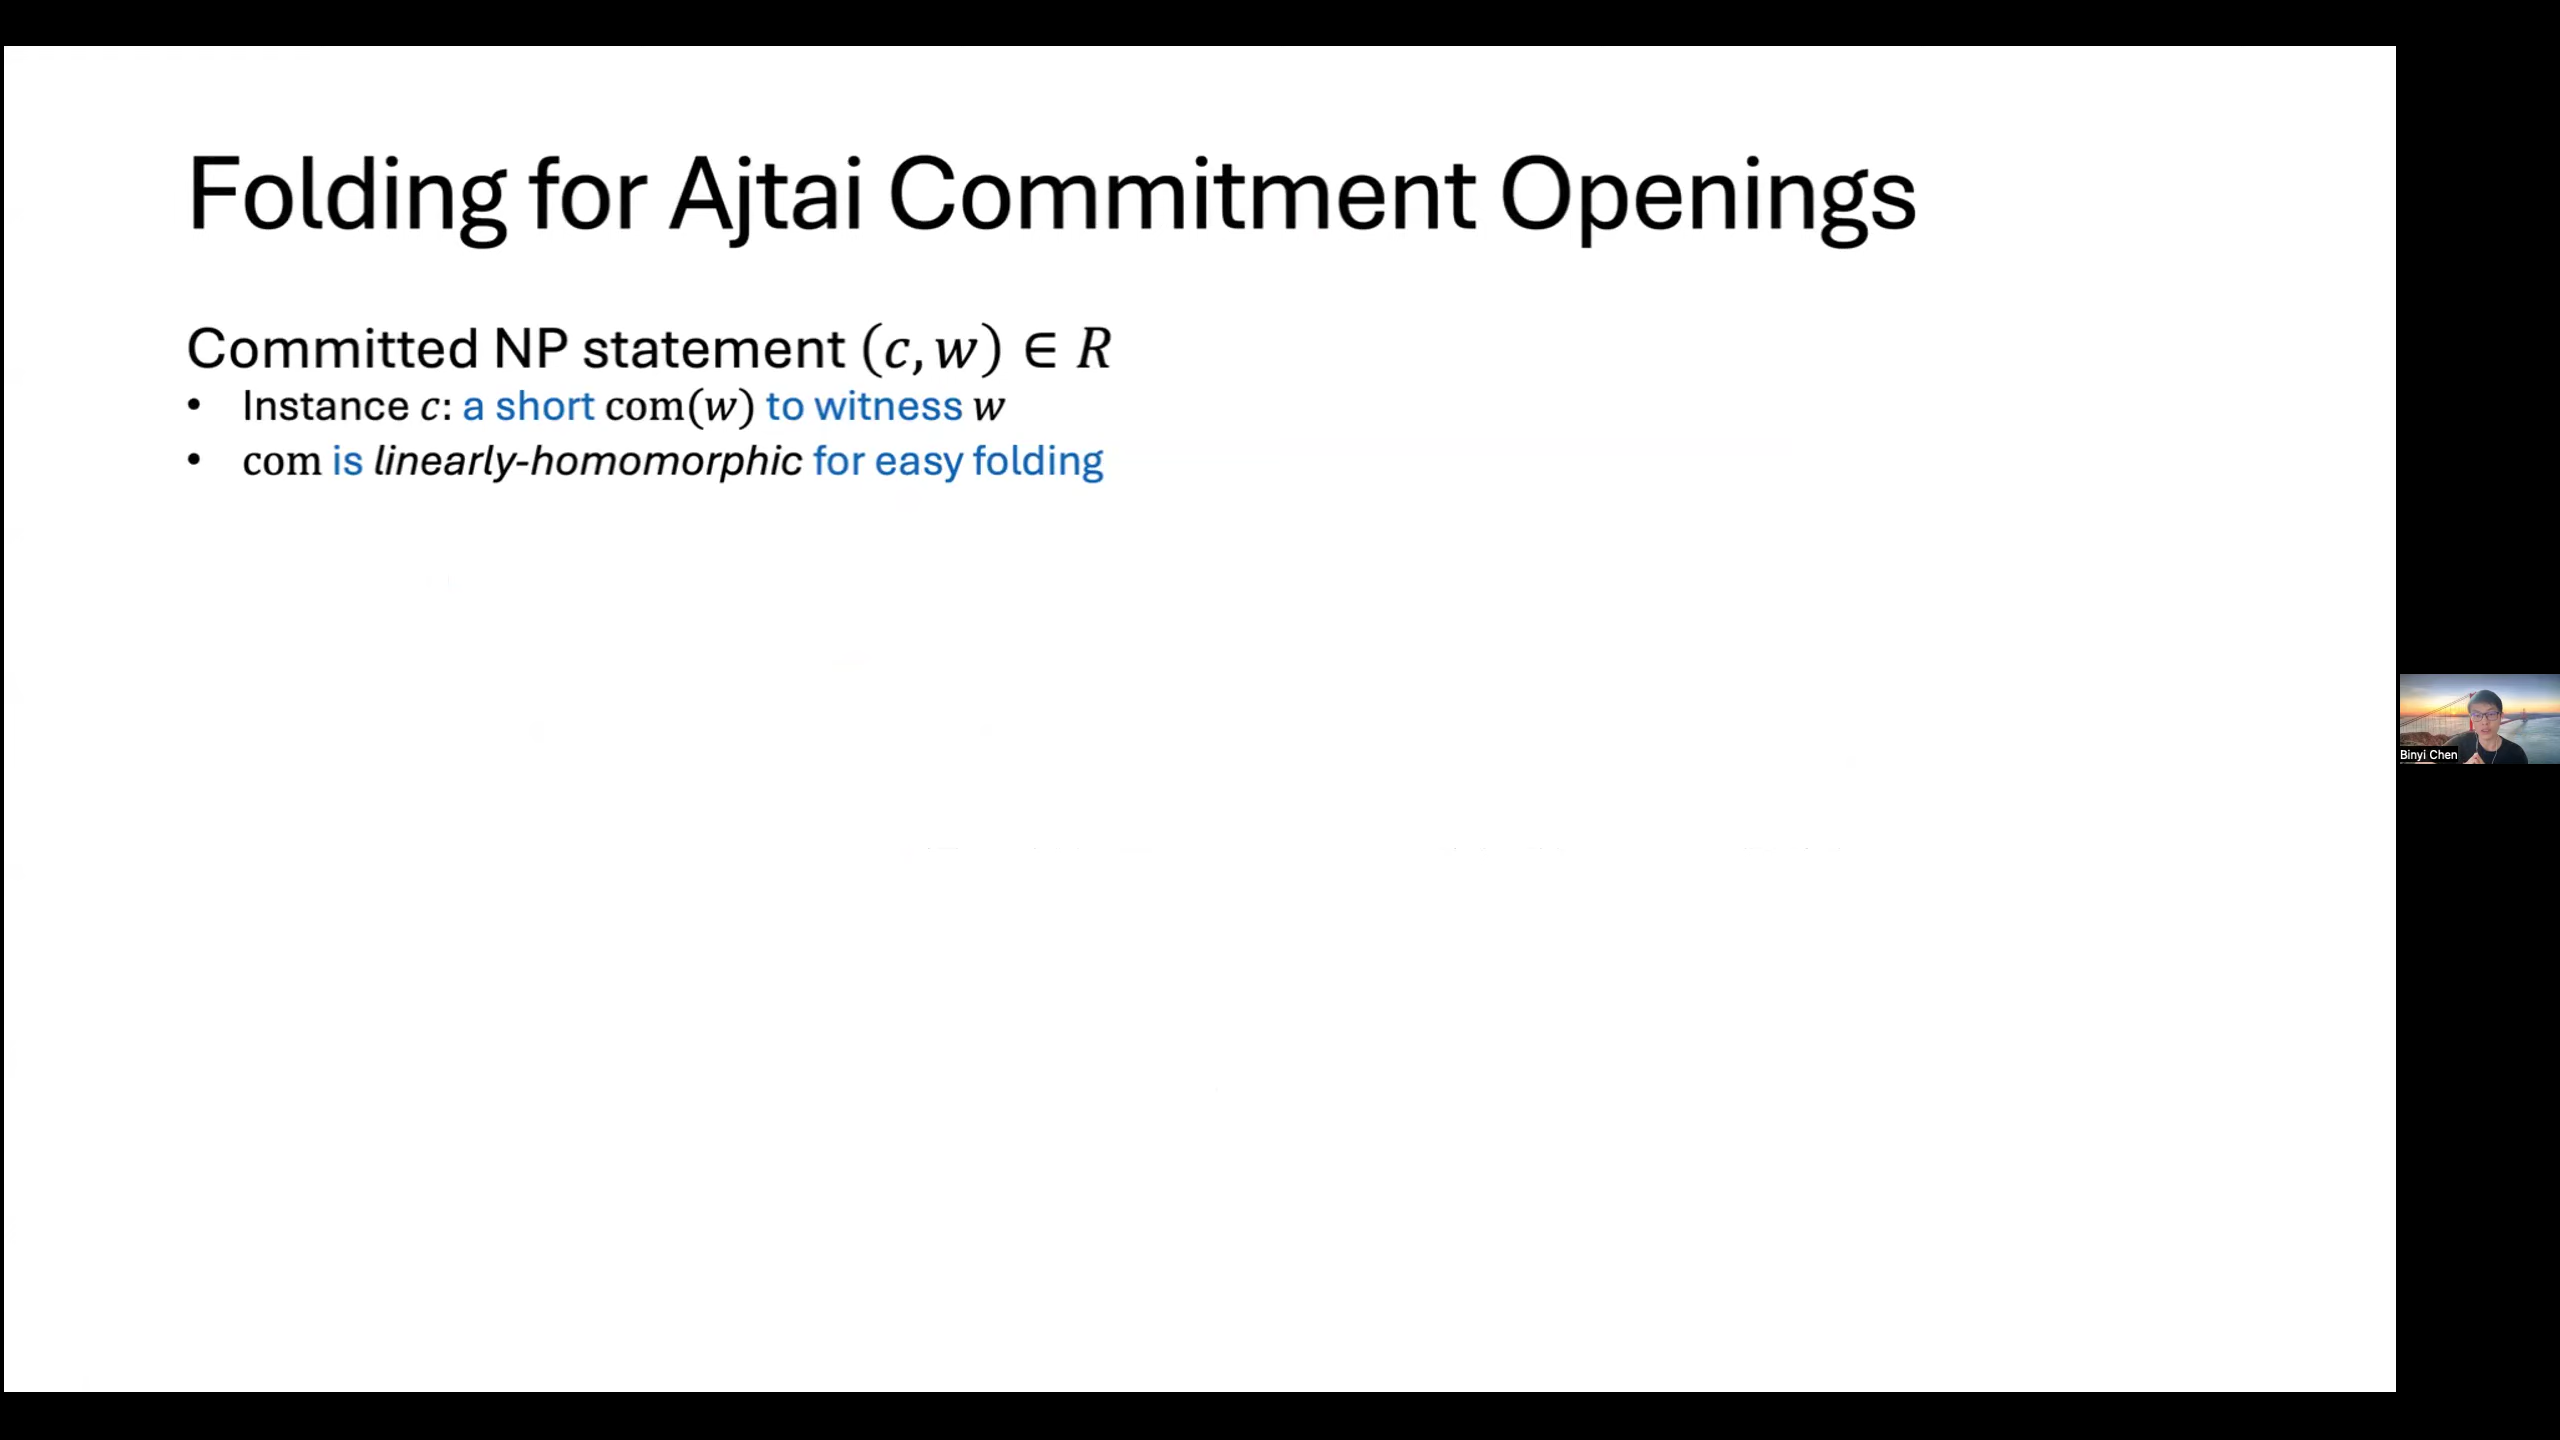 Folding for Ajtai Commitment Openings
Committed NP statement (c, w) ∈ R
• Instance c: a short com(w) to witness w
• com is linearly-homomorphic for easy folding
Binyi Chen